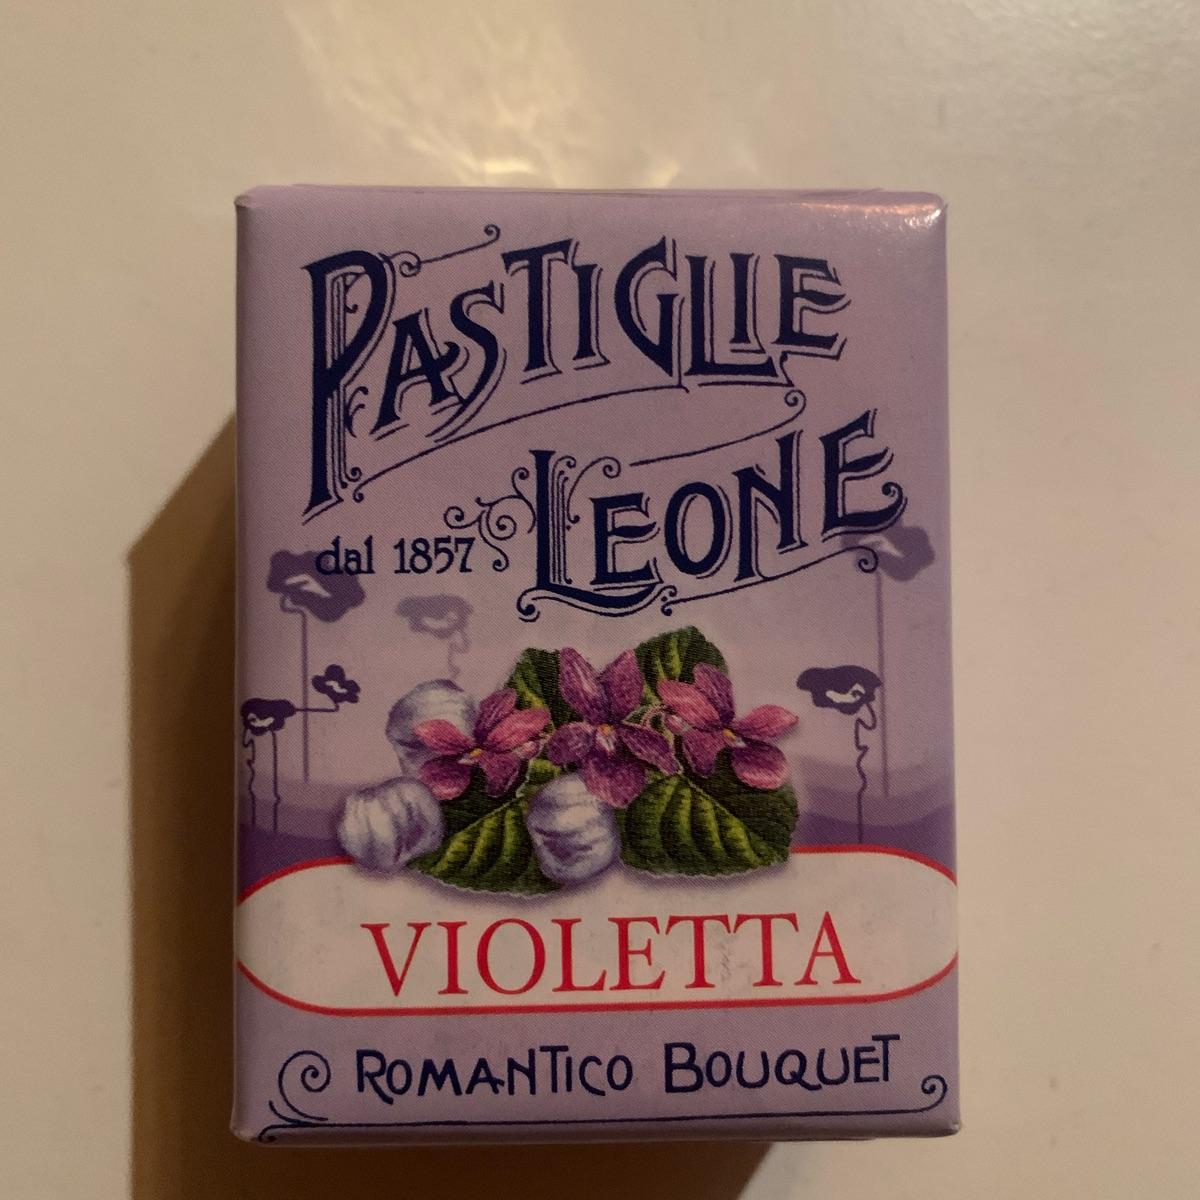 PASTIGLIE
LEONE
dal 1857
VIOLETTA
ROMANTICO BOUQUET